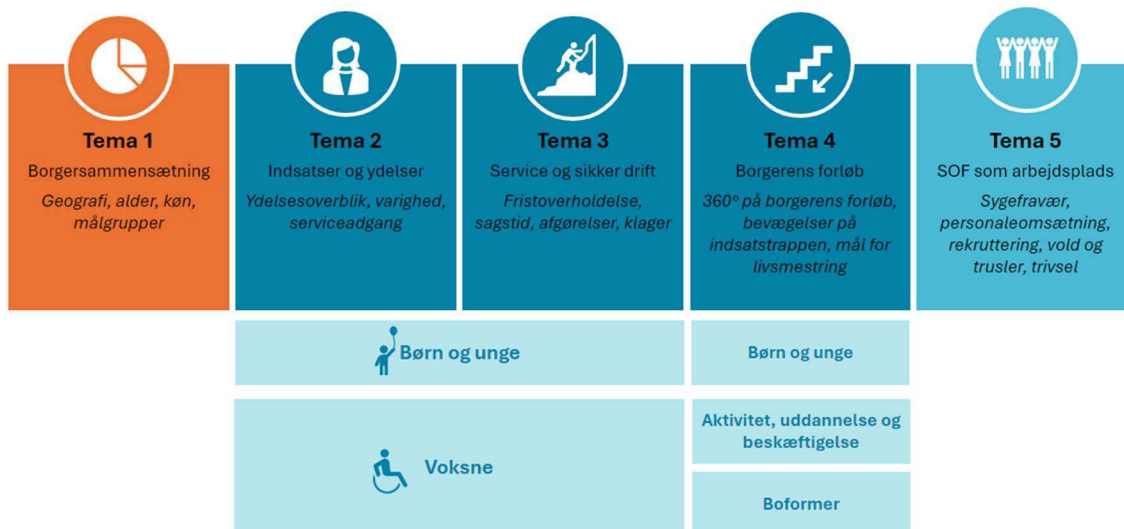 Tema 1
Borgersammensætning
Geografi, alder, køn,
målgrupper
Tema 2
Indsatser og ydelser
Ydelsesoverblik, varighed,
serviceadgang
Tema 3
Service og sikker drift
Fristoverholdelse,
sagstid, afgørelser, klager
Tema 4
Borgerens forløb
360° på borgerens forløb,
bevægelser på
indsatstrappen, mål for
livsmestring
Tema 5
SOF som arbejdsplads
Sygefravær,
personaleomsætning,
rekruttering, vold og
trusler, trivsel
Børn og unge
Børn og unge
Voksne
Aktivitet, uddannelse og
beskæftigelse
Boformer